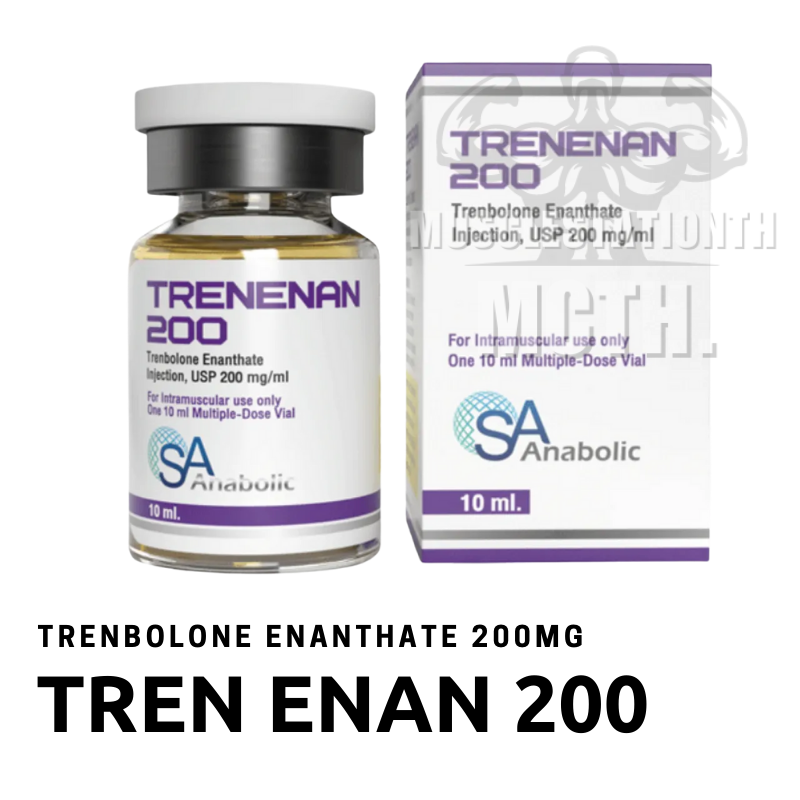 TRENENAN
200
Trenbolone Enanthate
Injection, USP 200 mg/ml
For Intramuscular use only
One 10 ml Multiple-Dose Vial
SA
Anabolic
10 ml.
TRENENAN
200
Trenbolone Enanthate
Injection, USP 200 mg/ml
For Intramuscular use only
One 10 ml Multiple-Dose Vial
SA
Anabolic
10 ml.
MUSCLESTATIONTH
MCTH.
TRENBOLONE ENANTHATE 200MG
TREN ENAN 200